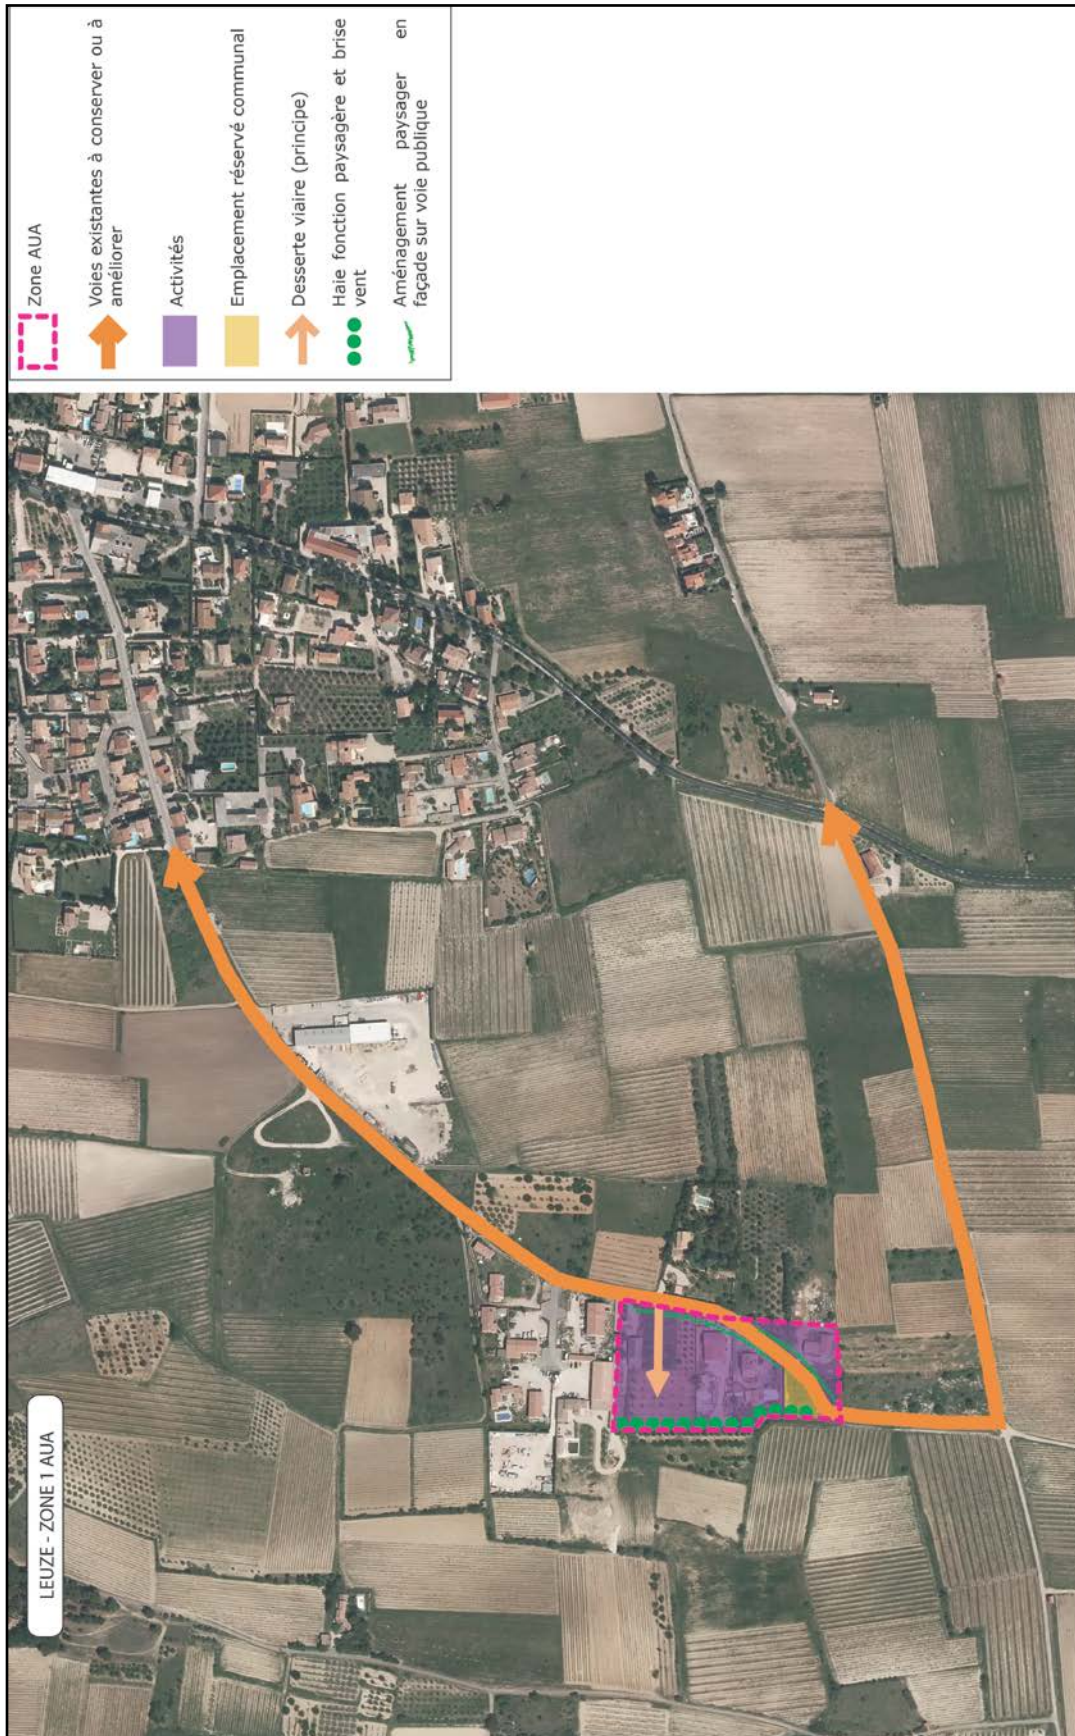 LEUZE - ZONE 1 AUA
Zone AUA
Voies existantes à conserver ou à
améliorer
Activités
Emplacement réservé communal
Desserte viaire (principe)
Haie fonction paysagère et brise
vent
Aménagement paysager en
façade sur voie publique